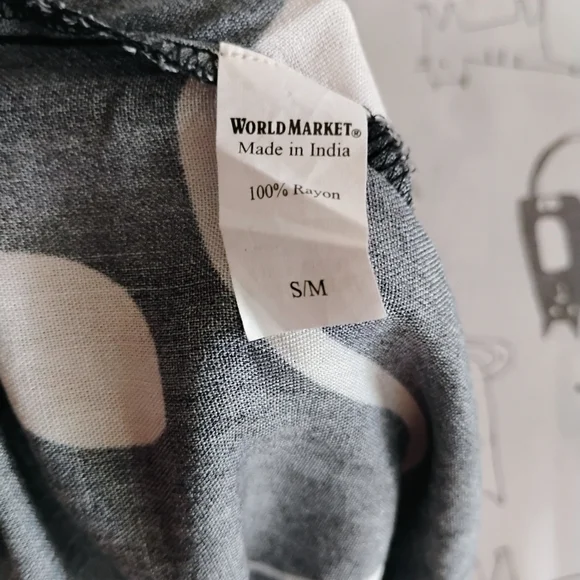 WORLD MARKET®
Made in India
100% Rayon
S/M